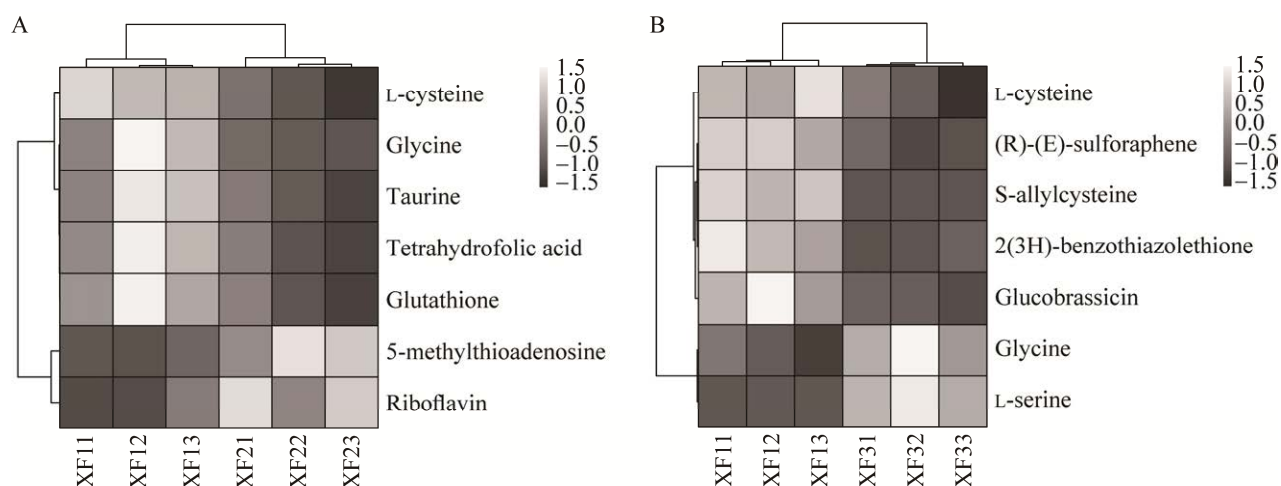 A
1.5
1.0
0.5
0.0
−0.5
−1.0
−1.5
L-cysteine
Glycine
Taurine
Tetrahydrofolic acid
Glutathione
5-methylthioadenosine
Riboflavin
XF11
XF12
XF13
XF21
XF22
XF23
B
1.5
1.0
0.5
0.0
−0.5
−1.0
−1.5
L-cysteine
(R)-(E)-sulforaphene
S-allylcysteine
2(3H)-benzothiazolethione
Glucobrassicin
Glycine
L-serine
XF11
XF12
XF13
XF31
XF32
XF33